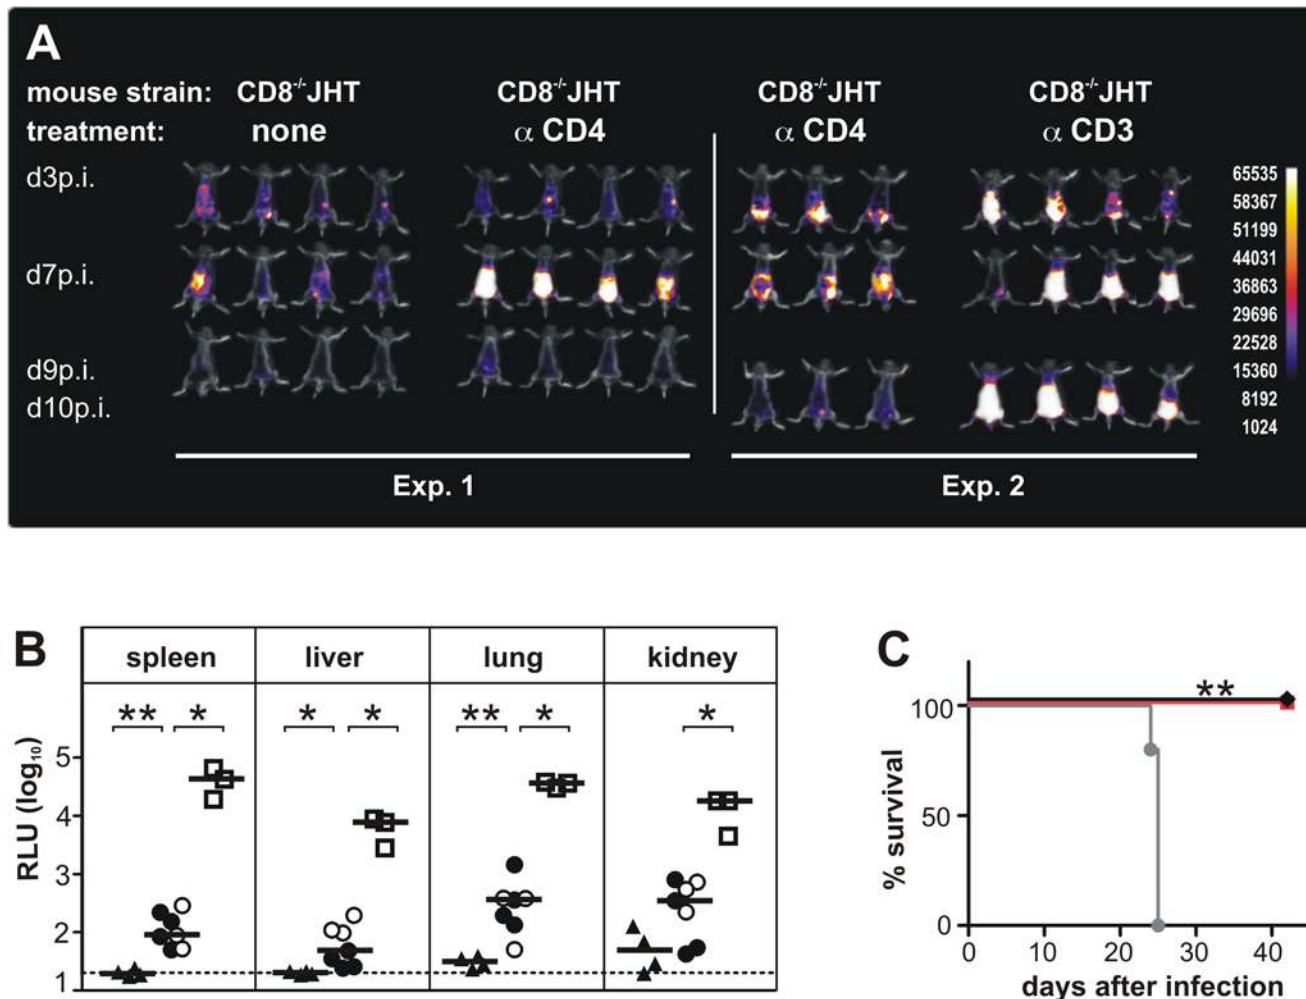 A
mouse strain: CD8-/-JHT CD8-/-JHT CD8-/-JHT CD8-/-JHT
treatment: none α CD4 α CD4 α CD3
d3p.i.
d7p.i.
d9p.i.
d10p.i.
65535
58367
51199
44031
36863
29696
22528
15360
8192
1024
Exp. 1 Exp. 2
B
spleen liver lung kidney
** * * * ** * *
RLU (log10)
5
4
3
2
1
C
**
% survival
100
50
0
0 10 20 30 40
days after infection